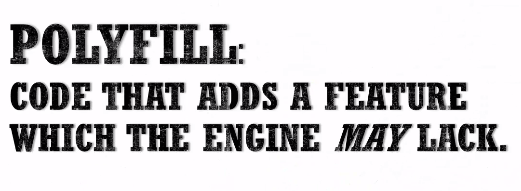 POLYFILL:
CODE THAT ADDS A FEATURE
WHICH THE ENGINE MAY LACK.